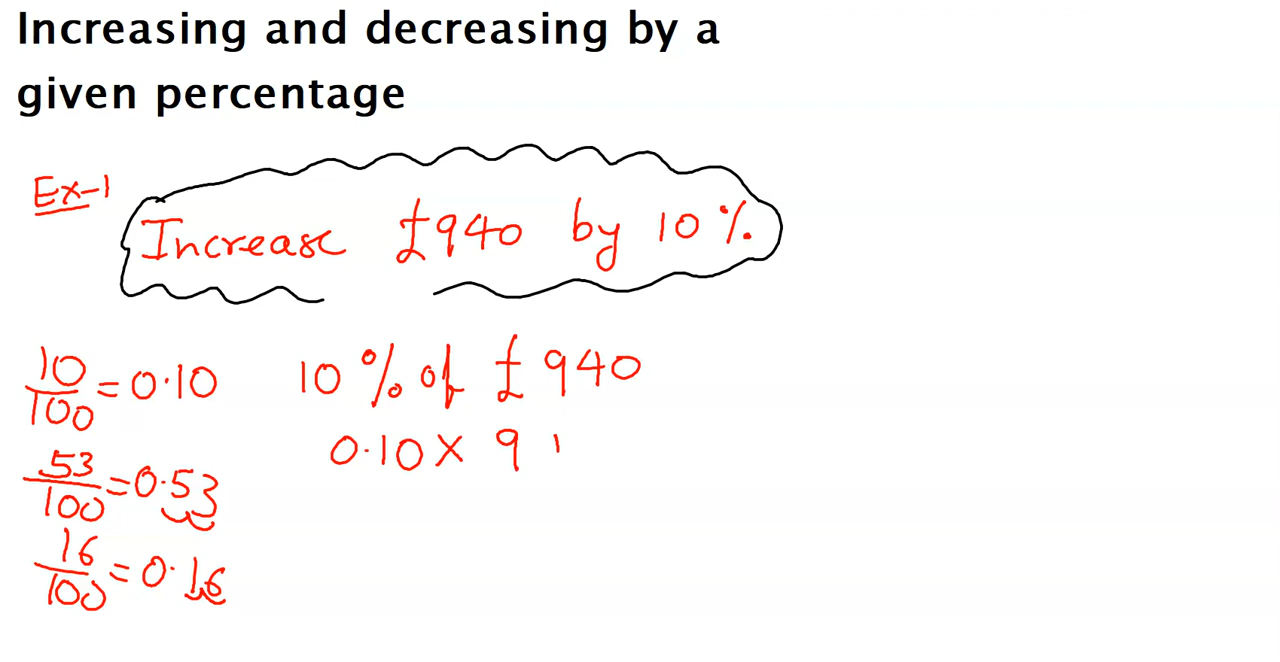 Increasing and decreasing by a
given percentage
Ex-1
Increase £940 by 10%.
10/100 = 0.10
10% of £940
0.10 × 9
53/100 = 0.53
16/100 = 0.16